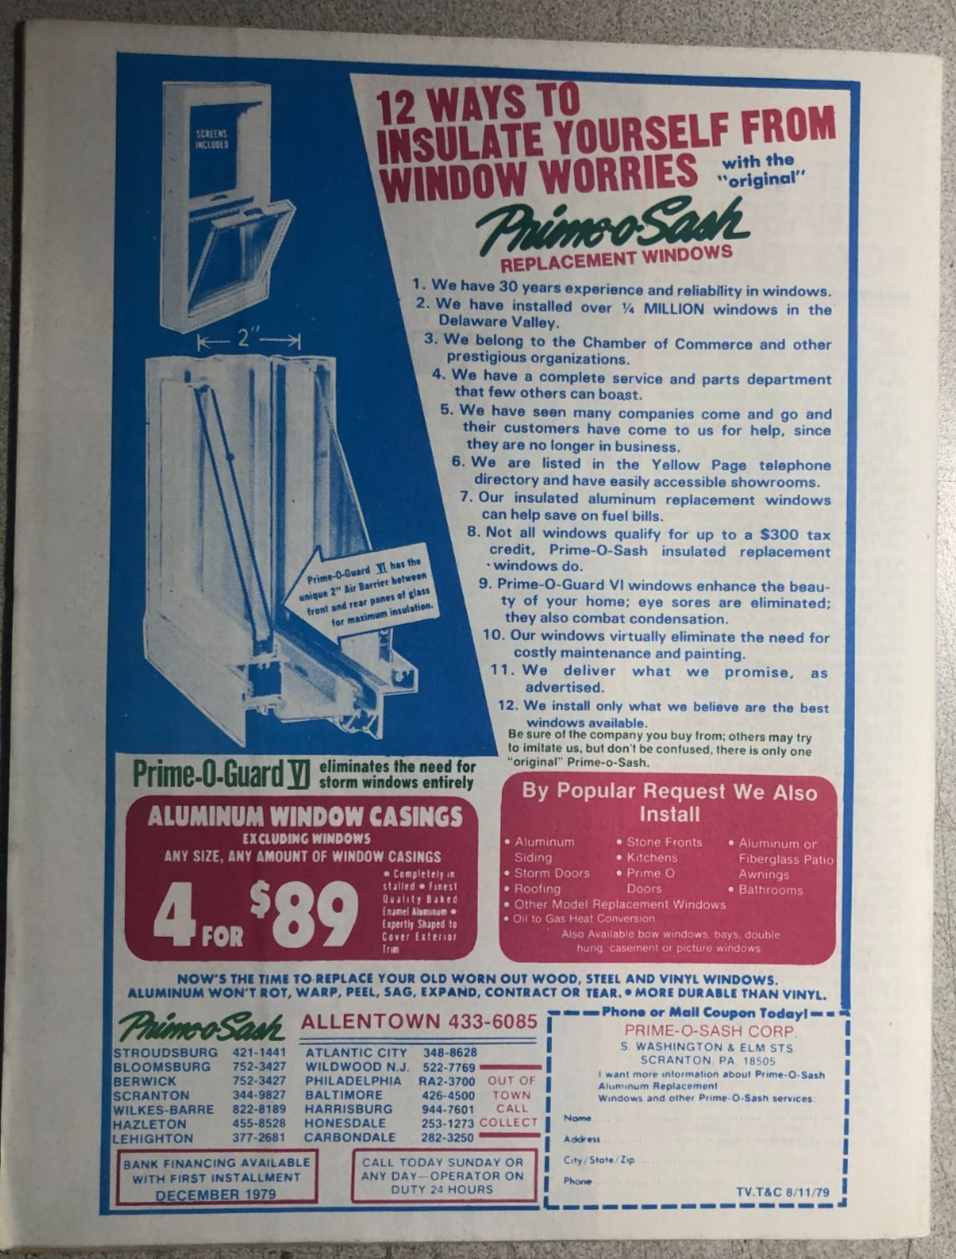 SCREENS
INCLUDED
12 WAYS TO
INSULATE YOURSELF FROM
WINDOW WORRIES
with the
"original"
Prime-o-Sash
REPLACEMENT WINDOWS
1. We have 30 years experience and reliability in windows.
2. We have installed over ¼ MILLION windows in the
Delaware Valley.
3. We belong to the Chamber of Commerce and other
prestigious organizations.
4. We have a complete service and parts department
that few others can boast.
5. We have seen many companies come and go and
their customers have come to us for help, since
they are no longer in business.
6. We are listed in the Yellow Page telephone
directory and have easily accessible showrooms.
7. Our insulated aluminum replacement windows
can help save on fuel bills.
8. Not all windows qualify for up to a $300 tax
credit, Prime-O-Sash insulated replacement
windows do.
9. Prime-O-Guard VI windows enhance the beau-
ty of your home; eye sores are eliminated;
they also combat condensation.
10. Our windows virtually eliminate the need for
costly maintenance and painting.
11. We deliver what we promise, as
advertised.
12. We install only what we believe are the best
windows available.
Be sure of the company you buy from; others may try
to imitate us, but don't be confused, there is only one
"original" Prime-o-Sash.
2"
Prime-O-Guard VI has the
unique 2" Air Barrier between
front and rear panes of glass
for maximum insulation.
Prime-O-Guard VI
eliminates the need for
storm windows entirely
ALUMINUM WINDOW CASINGS
EXCLUDING WINDOWS
ANY SIZE, ANY AMOUNT OF WINDOW CASINGS
4 FOR $89
• Completely in
stalled • Finest
Quality Baked
Enamel Aluminum •
Expertly Shaped to
Cover Exterior
Trim
By Popular Request We Also
Install
• Aluminum
Siding
• Storm Doors
• Roofing
• Stone Fronts
• Kitchens
• Prime O
Doors
• Aluminum or
Fiberglass Patio
Awnings
• Bathrooms
• Other Model Replacement Windows
• Oil to Gas Heat Conversion
Also Available bow windows, bays, double
hung, casement or picture windows
NOW'S THE TIME TO REPLACE YOUR OLD WORN OUT WOOD, STEEL AND VINYL WINDOWS.
ALUMINUM WON'T ROT, WARP, PEEL, SAG, EXPAND, CONTRACT OR TEAR. • MORE DURABLE THAN VINYL.
Prime-o-Sash
ALLENTOWN 433-6085
STROUDSBURG 421-1441
BLOOMSBURG 752-3427
BERWICK 752-3427
SCRANTON 344-9827
WILKES-BARRE 822-8189
HAZLETON 455-8528
LEHIGHTON 377-2681
ATLANTIC CITY 348-8628
WILDWOOD N.J. 522-7769
PHILADELPHIA RA2-3700
BALTIMORE 426-4500
HARRISBURG 944-7601
HONESDALE 253-1273
CARBONDALE 282-3250
OUT OF
TOWN
CALL
COLLECT
BANK FINANCING AVAILABLE
WITH FIRST INSTALLMENT
DECEMBER 1979
CALL TODAY SUNDAY OR
ANY DAY—OPERATOR ON
DUTY 24 HOURS
Phone or Mail Coupon Today!
PRIME-O-SASH CORP.
S. WASHINGTON & ELM STS.
SCRANTON, PA. 18505
I want more information about Prime-O-Sash
Aluminum Replacement
Windows and other Prime-O-Sash services:
Name
Address
City/State/Zip
Phone
TV.T&C 8/11/79